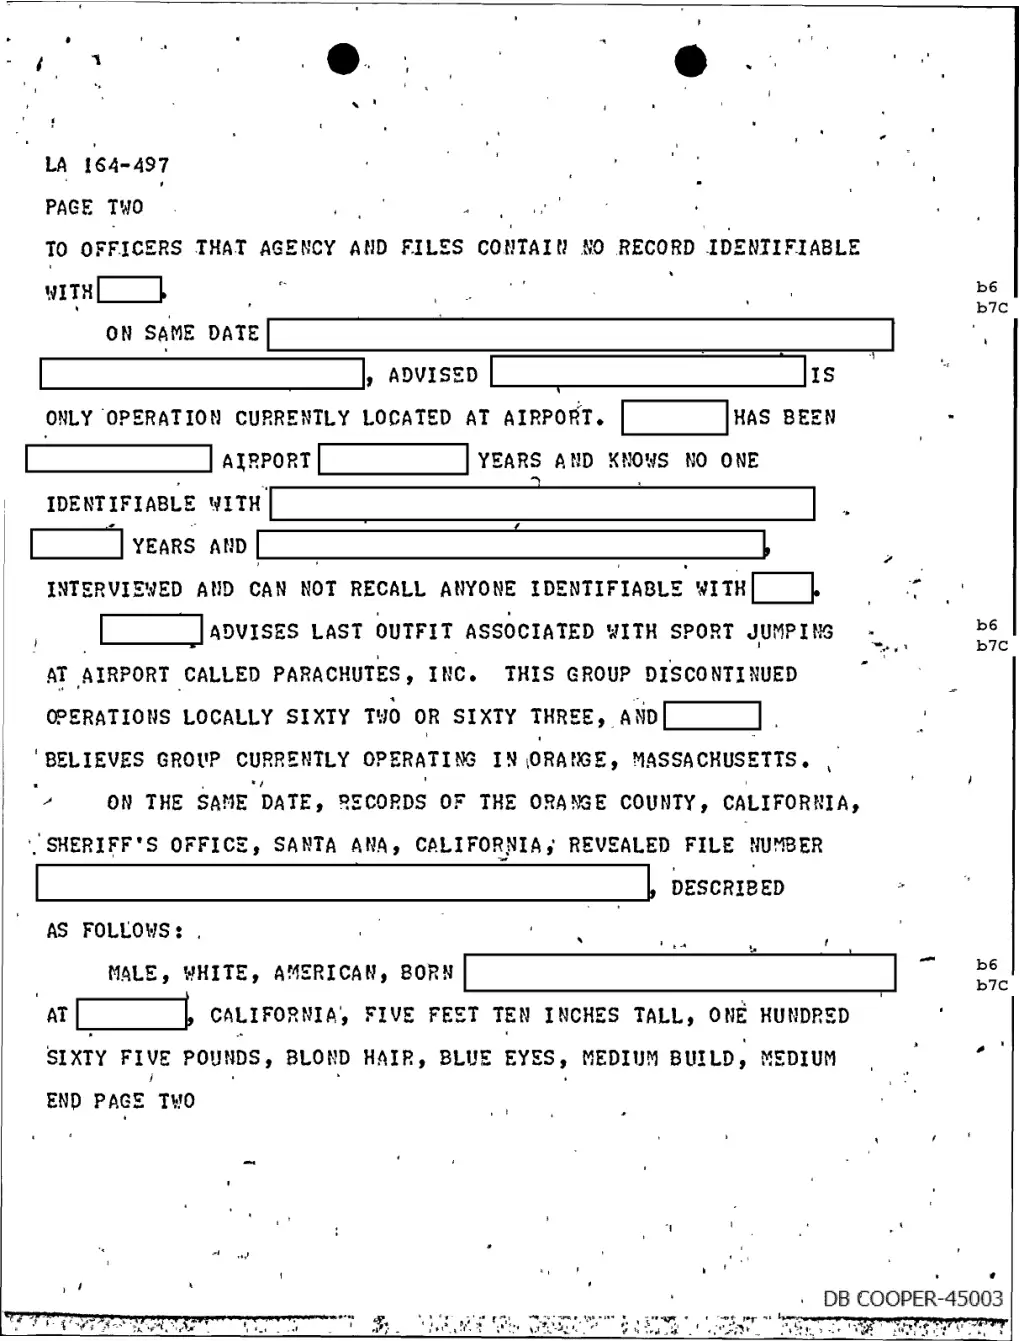 LA 164-497
PAGE TWO
TO OFFICERS THAT AGENCY AND FILES CONTAIN NO RECORD IDENTIFIABLE
WITH .
b6
b7C
ON SAME DATE
, ADVISED IS
ONLY OPERATION CURRENTLY LOCATED AT AIRPORT. HAS BEEN
AIRPORT YEARS AND KNOWS NO ONE
IDENTIFIABLE WITH
YEARS AND ,
INTERVIEWED AND CAN NOT RECALL ANYONE IDENTIFIABLE WITH .
ADVISES LAST OUTFIT ASSOCIATED WITH SPORT JUMPING
b6
b7C
AT AIRPORT CALLED PARACHUTES, INC. THIS GROUP DISCONTINUED
OPERATIONS LOCALLY SIXTY TWO OR SIXTY THREE, AND
BELIEVES GROUP CURRENTLY OPERATING IN ORANGE, MASSACHUSETTS.
ON THE SAME DATE, RECORDS OF THE ORANGE COUNTY, CALIFORNIA,
SHERIFF'S OFFICE, SANTA ANA, CALIFORNIA, REVEALED FILE NUMBER
, DESCRIBED
AS FOLLOWS:
MALE, WHITE, AMERICAN, BORN
b6
b7C
AT , CALIFORNIA, FIVE FEET TEN INCHES TALL, ONE HUNDRED
SIXTY FIVE POUNDS, BLOND HAIR, BLUE EYES, MEDIUM BUILD, MEDIUM
END PAGE TWO
DB COOPER-45003